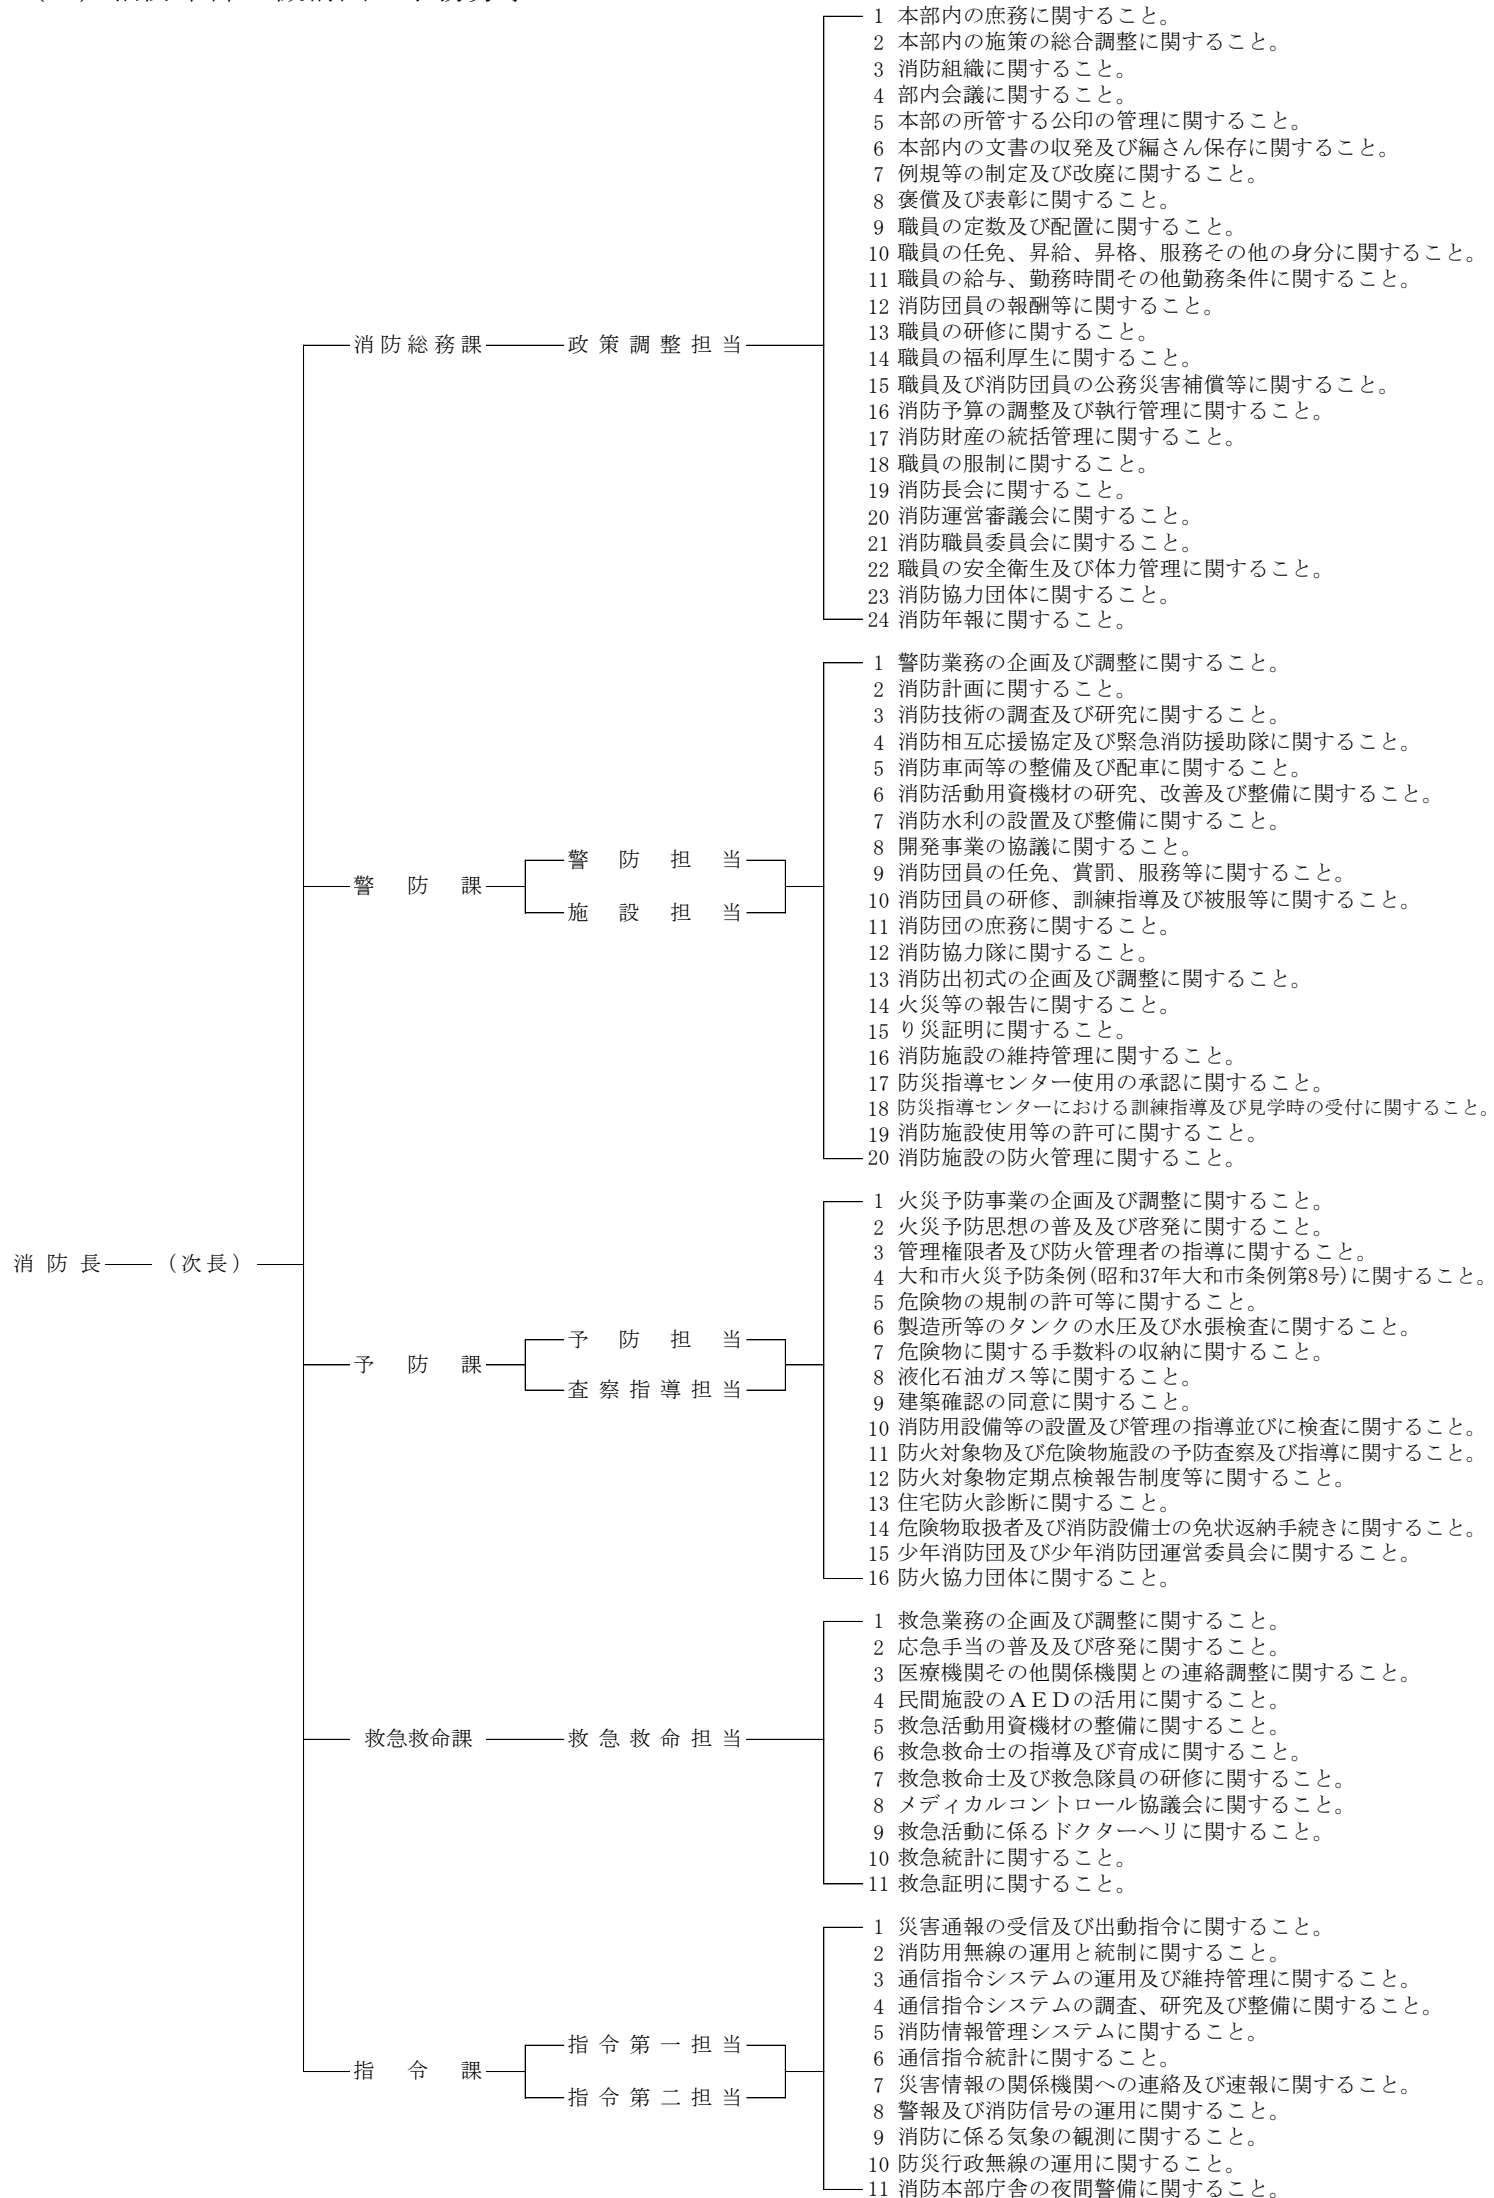 消防長
（次長）
消防総務課
政策調整担当
1 本部内の庶務に関すること。
2 本部内の施策の総合調整に関すること。
3 消防組織に関すること。
4 部内会議に関すること。
5 本部の所管する公印の管理に関すること。
6 本部内の文書の収発及び編さん保存に関すること。
7 例規等の制定及び改廃に関すること。
8 褒償及び表彰に関すること。
9 職員の定数及び配置に関すること。
10 職員の任免、昇給、昇格、服務その他の身分に関すること。
11 職員の給与、勤務時間その他勤務条件に関すること。
12 消防団員の報酬等に関すること。
13 職員の研修に関すること。
14 職員の福利厚生に関すること。
15 職員及び消防団員の公務災害補償等に関すること。
16 消防予算の調整及び執行管理に関すること。
17 消防財産の統括管理に関すること。
18 職員の服制に関すること。
19 消防長会に関すること。
20 消防運営審議会に関すること。
21 消防職員委員会に関すること。
22 職員の安全衛生及び体力管理に関すること。
23 消防協力団体に関すること。
24 消防年報に関すること。
警防課
警防担当
施設担当
1 警防業務の企画及び調整に関すること。
2 消防計画に関すること。
3 消防技術の調査及び研究に関すること。
4 消防相互応援協定及び緊急消防援助隊に関すること。
5 消防車両等の整備及び配車に関すること。
6 消防活動用資機材の研究、改善及び整備に関すること。
7 消防水利の設置及び整備に関すること。
8 開発事業の協議に関すること。
9 消防団員の任免、賞罰、服務等に関すること。
10 消防団員の研修、訓練指導及び被服等に関すること。
11 消防団の庶務に関すること。
12 消防協力隊に関すること。
13 消防出初式の企画及び調整に関すること。
14 火災等の報告に関すること。
15 り災証明に関すること。
16 消防施設の維持管理に関すること。
17 防災指導センター使用の承認に関すること。
18 防災指導センターにおける訓練指導及び見学時の受付に関すること。
19 消防施設使用等の許可に関すること。
20 消防施設の防火管理に関すること。
予防課
予防担当
査察指導担当
1 火災予防事業の企画及び調整に関すること。
2 火災予防思想の普及及び啓発に関すること。
3 管理権限者及び防火管理者の指導に関すること。
4 大和市火災予防条例(昭和37年大和市条例第8号)に関すること。
5 危険物の規制の許可等に関すること。
6 製造所等のタンクの水圧及び水張検査に関すること。
7 危険物に関する手数料の収納に関すること。
8 液化石油ガス等に関すること。
9 建築確認の同意に関すること。
10 消防用設備等の設置及び管理の指導並びに検査に関すること。
11 防火対象物及び危険物施設の予防査察及び指導に関すること。
12 防火対象物定期点検報告制度等に関すること。
13 住宅防火診断に関すること。
14 危険物取扱者及び消防設備士の免状返納手続きに関すること。
15 少年消防団及び少年消防団運営委員会に関すること。
16 防火協力団体に関すること。
救急救命課
救急救命担当
1 救急業務の企画及び調整に関すること。
2 応急手当の普及及び啓発に関すること。
3 医療機関その他関係機関との連絡調整に関すること。
4 民間施設のＡＥＤの活用に関すること。
5 救急活動用資機材の整備に関すること。
6 救急救命士の指導及び育成に関すること。
7 救急救命士及び救急隊員の研修に関すること。
8 メディカルコントロール協議会に関すること。
9 救急活動に係るドクターヘリに関すること。
10 救急統計に関すること。
11 救急証明に関すること。
指令課
指令第一担当
指令第二担当
1 災害通報の受信及び出動指令に関すること。
2 消防用無線の運用と統制に関すること。
3 通信指令システムの運用及び維持管理に関すること。
4 通信指令システムの調査、研究及び整備に関すること。
5 消防情報管理システムに関すること。
6 通信指令統計に関すること。
7 災害情報の関係機関への連絡及び速報に関すること。
8 警報及び消防信号の運用に関すること。
9 消防に係る気象の観測に関すること。
10 防災行政無線の運用に関すること。
11 消防本部庁舎の夜間警備に関すること。